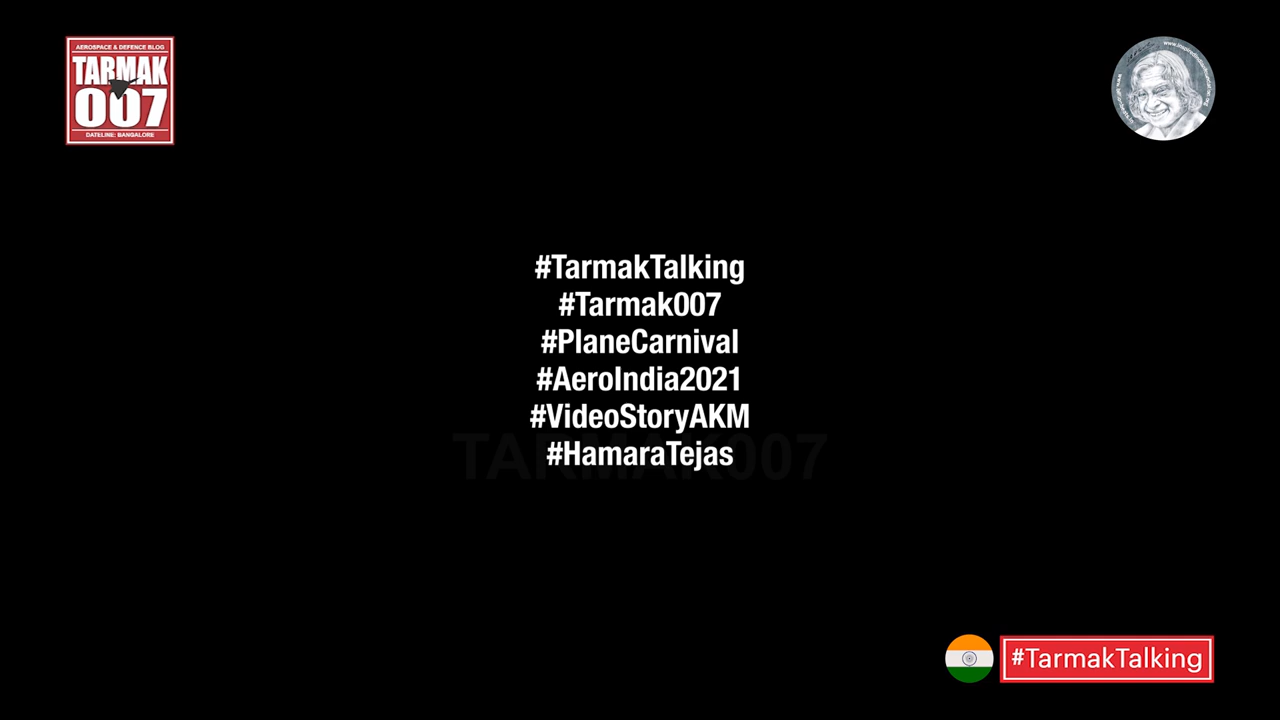 AEROSPACE & DEFENCE BLOG
TARMAK
007
DATELINE: BANGALORE
#TarmakTalking
#Tarmak007
#PlaneCarnival
#AeroIndia2021
#VideoStoryAKM
#HamaraTejas
TARMAK007
#TarmakTalking